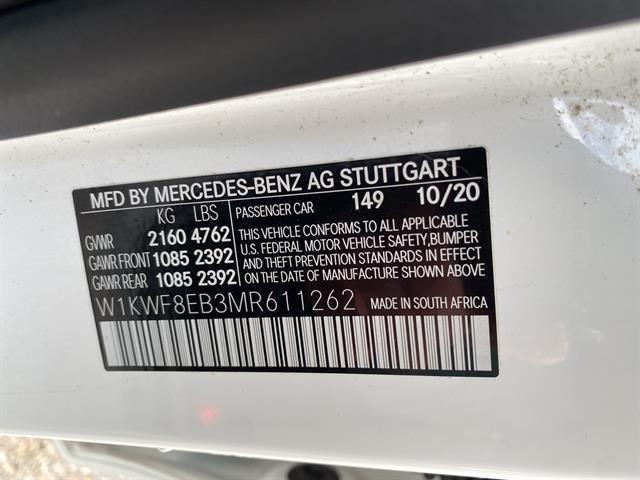 MFD BY MERCEDES-BENZ AG STUTTGART
KG LBS PASSENGER CAR 149 10/20
GVWR 2160 4762
GAWR FRONT 1085 2392
GAWR REAR 1085 2392
THIS VEHICLE CONFORMS TO ALL APPLICABLE
U.S. FEDERAL MOTOR VEHICLE SAFETY, BUMPER
AND THEFT PREVENTION STANDARDS IN EFFECT
ON THE DATE OF MANUFACTURE SHOWN ABOVE.
W1KWF8EB3MR611262 MADE IN SOUTH AFRICA